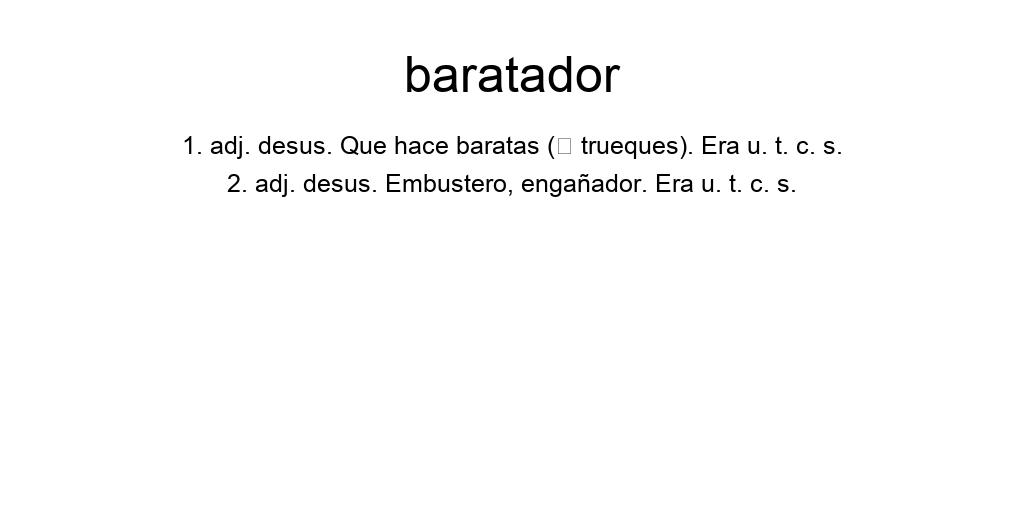 baratador
1. adj. desus. Que hace baratas (□ trueques). Era u. t. c. s.
2. adj. desus. Embustero, engañador. Era u. t. c. s.